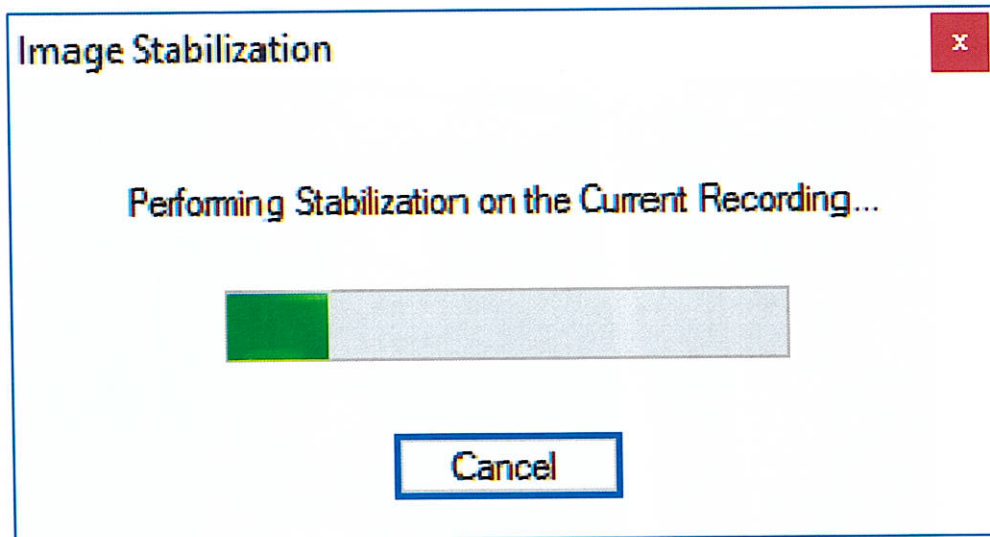 Image Stabilization
x
Performing Stabilization on the Current Recording...
Cancel